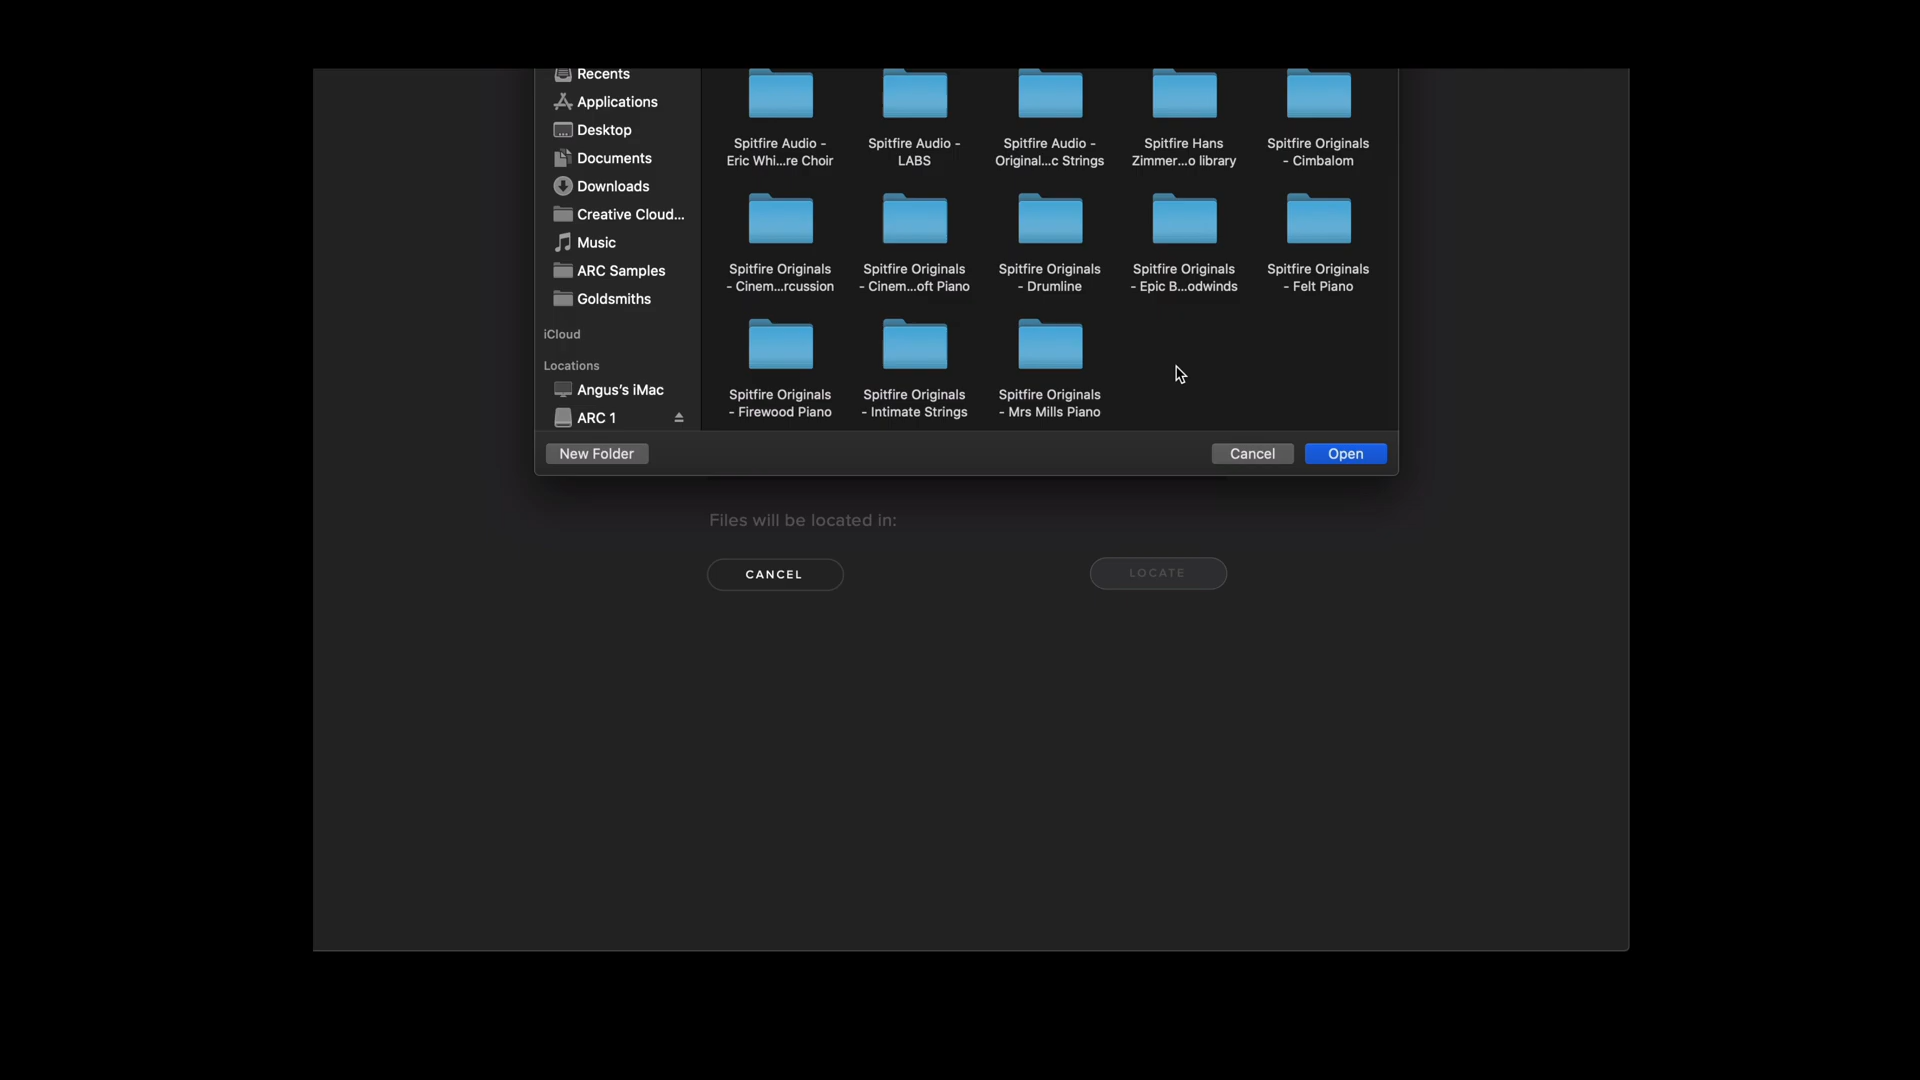 Recents
Applications
Desktop
Documents
Downloads
Creative Cloud...
Music
ARC Samples
Goldsmiths
iCloud
Locations
Angus's iMac
ARC 1
Spitfire Audio -
Eric Whi...re Choir
Spitfire Audio -
LABS
Spitfire Audio -
Original...c Strings
Spitfire Hans
Zimmer...o library
Spitfire Originals
- Cimbalom
Spitfire Originals
- Cinem...rcussion
Spitfire Originals
- Cinem...oft Piano
Spitfire Originals
- Drumline
Spitfire Originals
- Epic B...odwinds
Spitfire Originals
- Felt Piano
Spitfire Originals
- Firewood Piano
Spitfire Originals
- Intimate Strings
Spitfire Originals
- Mrs Mills Piano
New Folder
Cancel
Open
Files will be located in:
CANCEL
LOCATE